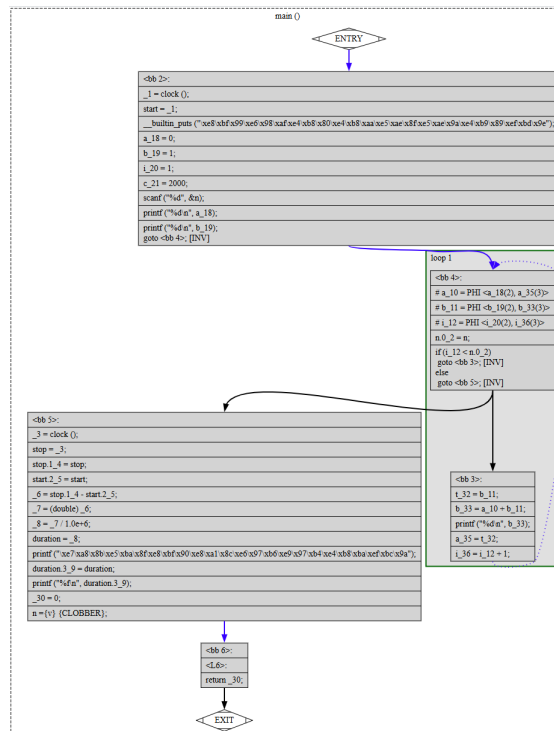 main ()
ENTRY
<bb 2>:
_1 = clock ();
start = _1;
__builtin_puts ("\xe8\xbf\x99\xe6\x98\xaf\xe4\xb8\x80\xe4\xb8\xaa\xe5\xae\x8f\xe5\xae\x9a\xe4\xb9\x89\xef\xbd\x9e");
a_18 = 0;
b_19 = 1;
i_20 = 1;
c_21 = 2000;
scanf ("%d", &n);
printf ("%d\n", a_18);
printf ("%d\n", b_19);
goto <bb 4>; [INV]
loop 1
<bb 4>:
# a_10 = PHI <a_18(2), a_35(3)>
# b_11 = PHI <b_19(2), b_33(3)>
# i_12 = PHI <i_20(2), i_36(3)>
n.0_2 = n;
if (i_12 < n.0_2)
goto <bb 3>; [INV]
else
goto <bb 5>; [INV]
<bb 5>:
_3 = clock ();
stop = _3;
stop.1_4 = stop;
start.2_5 = start;
_6 = stop.1_4 - start.2_5;
_7 = (double) _6;
_8 = _7 / 1.0e+6;
duration = _8;
printf ("\xe7\xa8\x8b\xe5\xba\x8f\xe8\xbf\x90\xe8\xa1\x8c\xe6\x97\xb6\xe9\x97\xb4\xe4\xb8\xba\xef\xbc\x9a");
duration.3_9 = duration;
printf ("%f\n", duration.3_9);
_30 = 0;
n ={v} {CLOBBER};
<bb 3>:
t_32 = b_11;
b_33 = a_10 + b_11;
printf ("%d\n", b_33);
a_35 = t_32;
i_36 = i_12 + 1;
<bb 6>:
<L6>:
return _30;
EXIT